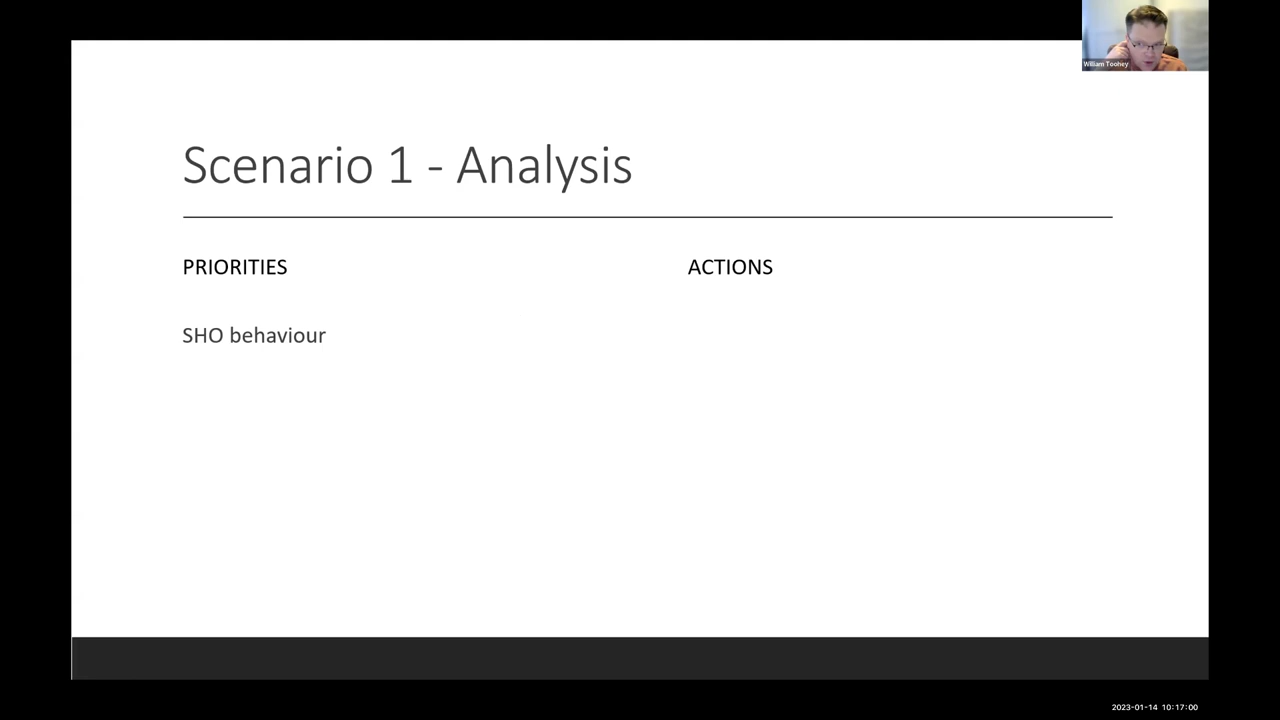 William Toohey
Scenario 1 - Analysis
PRIORITIES
ACTIONS
SHO behaviour
2023-01-14 10:17:00